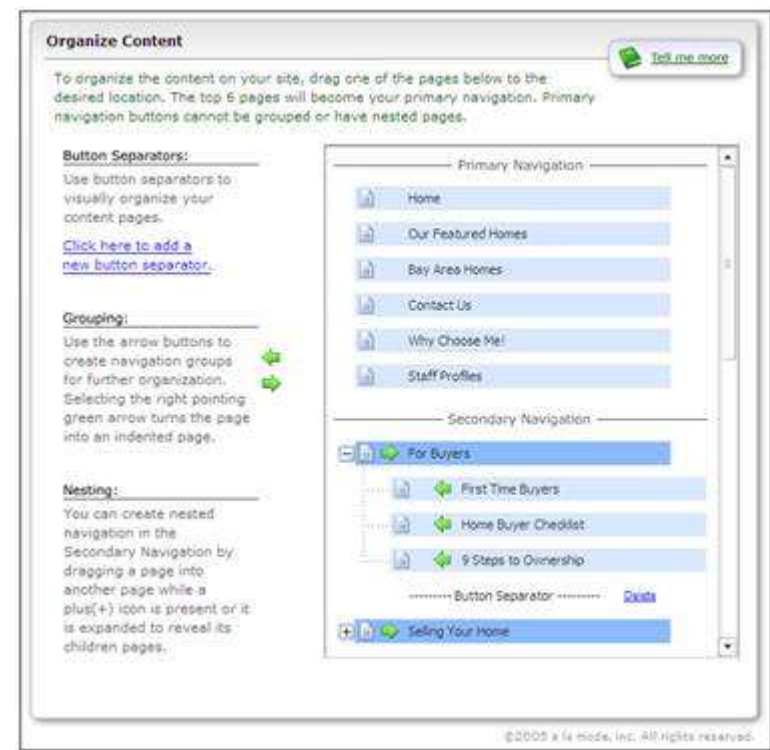 Organize Content
Tell me more
To organize the content on your site, drag one of the pages below to the
desired location. The top 6 pages will become your primary navigation. Primary
navigation buttons cannot be grouped or have nested pages.
Button Separators:
Use button separators to
visually organize your
content pages.
Click here to add a
new button separator.
Grouping:
Use the arrow buttons to
create navigation groups
for further organization.
Selecting the right pointing
green arrow turns the page
into an indented page.
Nesting:
You can create nested
navigation in the
Secondary Navigation by
dragging a page into
another page while a
plus(+) icon is present or it
is expanded to reveal its
children pages.
Primary Navigation
Home
Our Featured Homes
Bay Area Homes
Contact Us
Why Choose Me!
Staff Profiles
Secondary Navigation
For Buyers
First Time Buyers
Home Buyer Checklist
9 Steps to Ownership
--------- Button Separator --------- Delete
Selling Your Home
©2005 a la mode, inc. All rights reserved.